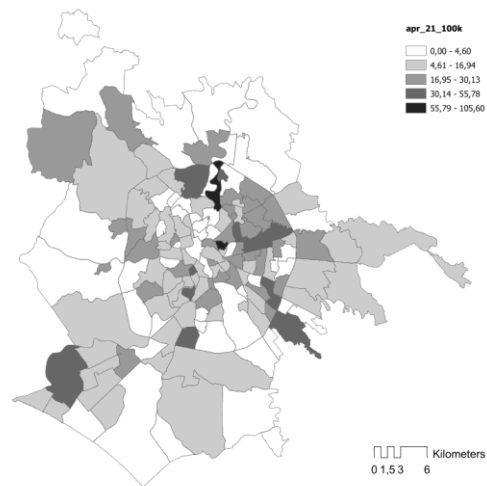 apr_21_100k
0,00 - 4,60
4,61 - 16,94
16,95 - 30,13
30,14 - 55,78
55,79 - 105,60
Kilometers
0 1,5 3 6